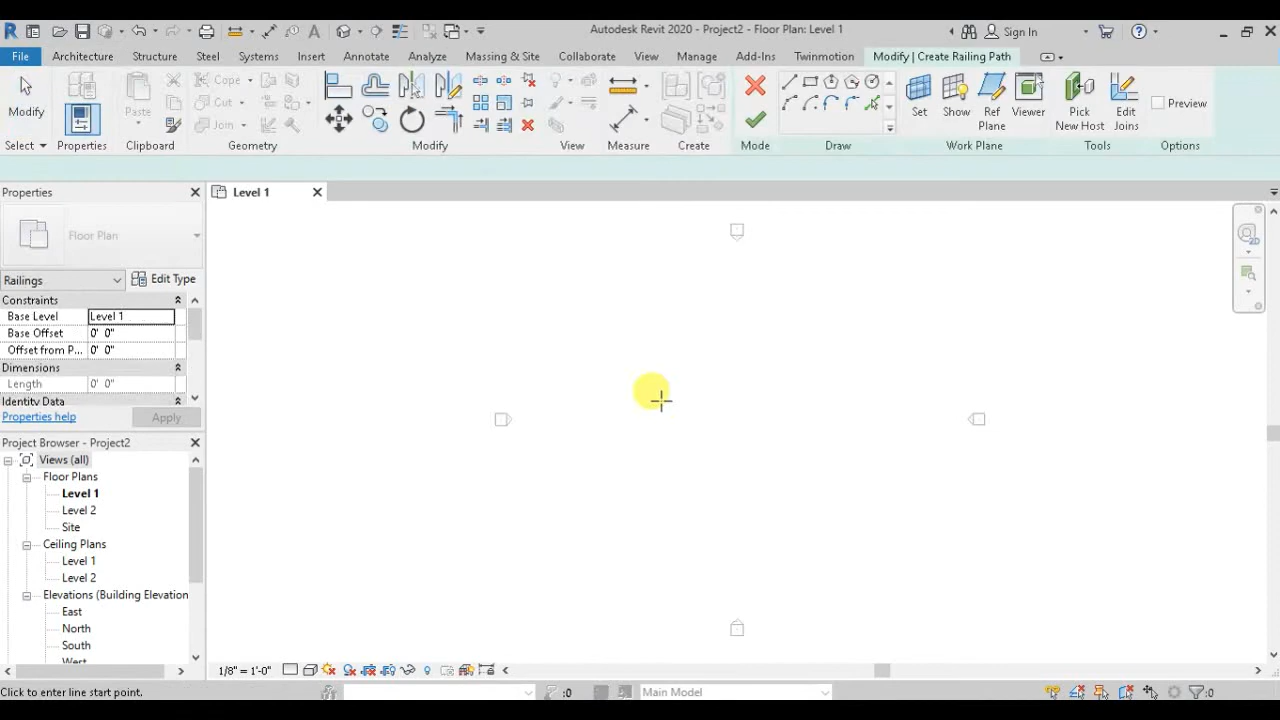 Autodesk Revit 2020 - Project2 - Floor Plan: Level 1
Sign In
File Architecture Structure Steel Systems Insert Annotate Analyze Massing & Site Collaborate View Manage Add-Ins Twinmotion Modify | Create Railing Path
Modify
Paste
Cope
Cut
Join
Preview
Set
Show
Ref
Plane
Viewer
Pick
New Host
Edit
Joins
Select Properties Clipboard Geometry Modify View Measure Create Mode Draw Work Plane Tools Options
Properties
Level 1
Floor Plan
Railings
Edit Type
Constraints
Base Level Level 1
Base Offset 0' 0"
Offset from P... 0' 0"
Dimensions
Length 0' 0"
Identity Data
Properties help
Apply
Project Browser - Project2
Views (all)
Floor Plans
Level 1
Level 2
Site
Ceiling Plans
Level 1
Level 2
Elevations (Building Elevation
East
North
South
West
2D
1/8" = 1'-0"
Click to enter line start point.
:0
Main Model
:0